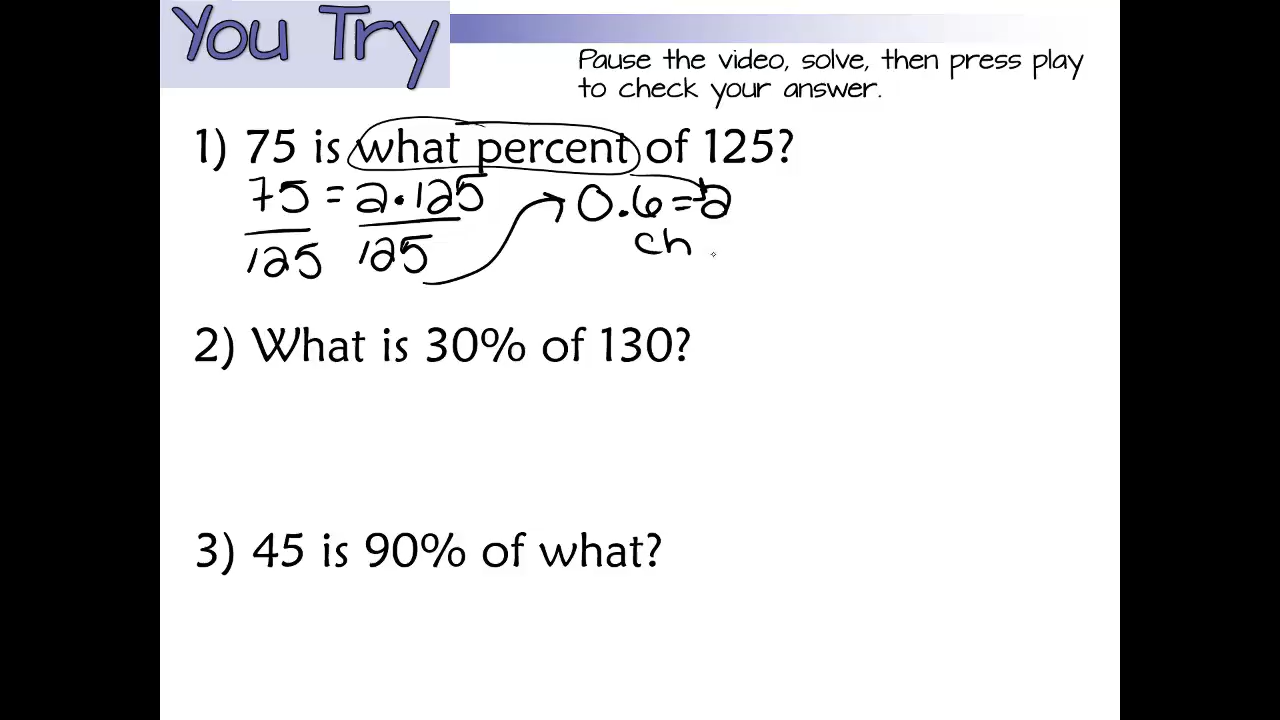 You Try
Pause the video, solve, then press play
to check your answer.
1) 75 is what percent of 125?
75 = a · 125
125 125
0.6 = a
ch
2) What is 30% of 130?
3) 45 is 90% of what?